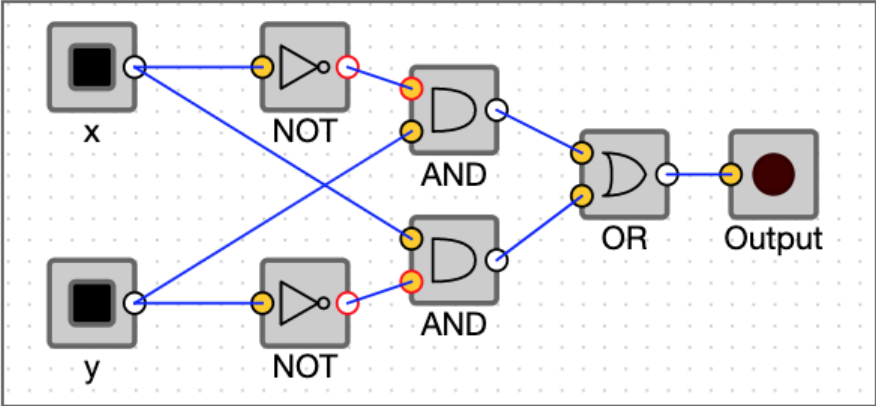 x
NOT
AND
OR
Output
AND
y
NOT